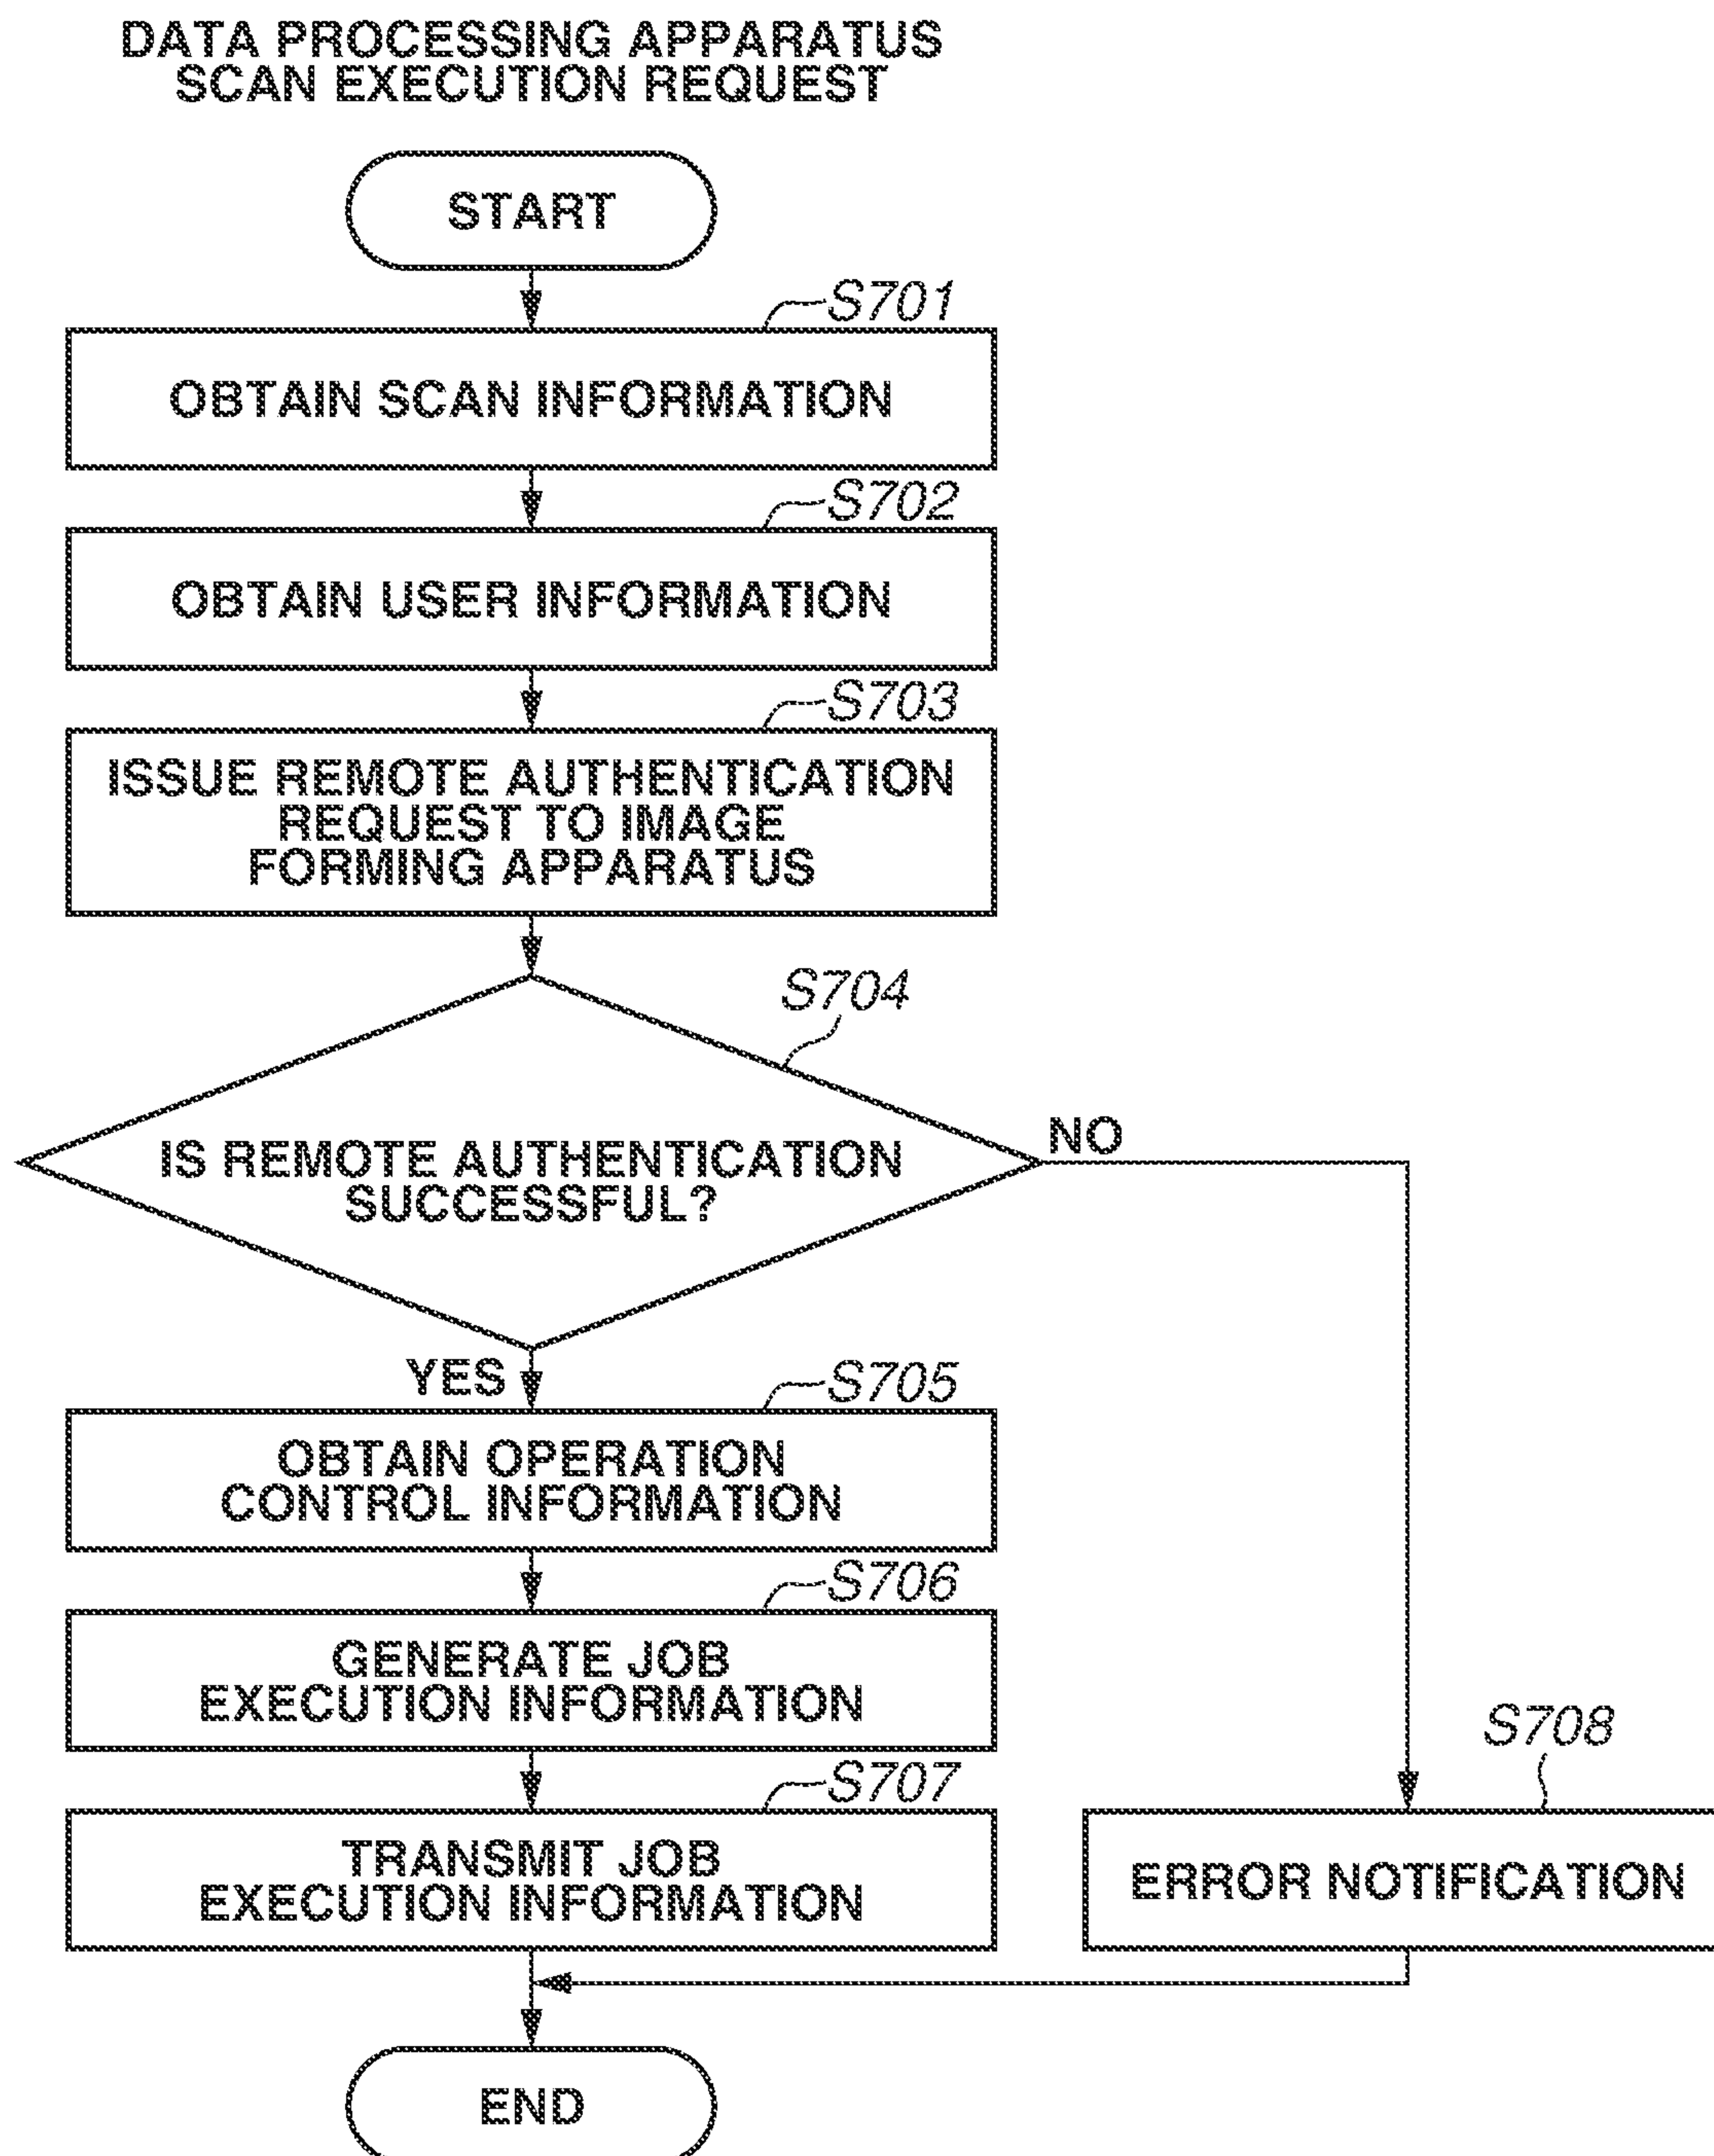 DATA PROCESSING APPARATUS
SCAN EXECUTION REQUEST
START
S701
OBTAIN SCAN INFORMATION
S702
OBTAIN USER INFORMATION
S703
ISSUE REMOTE AUTHENTICATION
REQUEST TO IMAGE
FORMING APPARATUS
S704
IS REMOTE AUTHENTICATION
SUCCESSFUL?
NO
YES
S705
OBTAIN OPERATION
CONTROL INFORMATION
S706
GENERATE JOB
EXECUTION INFORMATION
S707
TRANSMIT JOB
EXECUTION INFORMATION
S708
ERROR NOTIFICATION
END